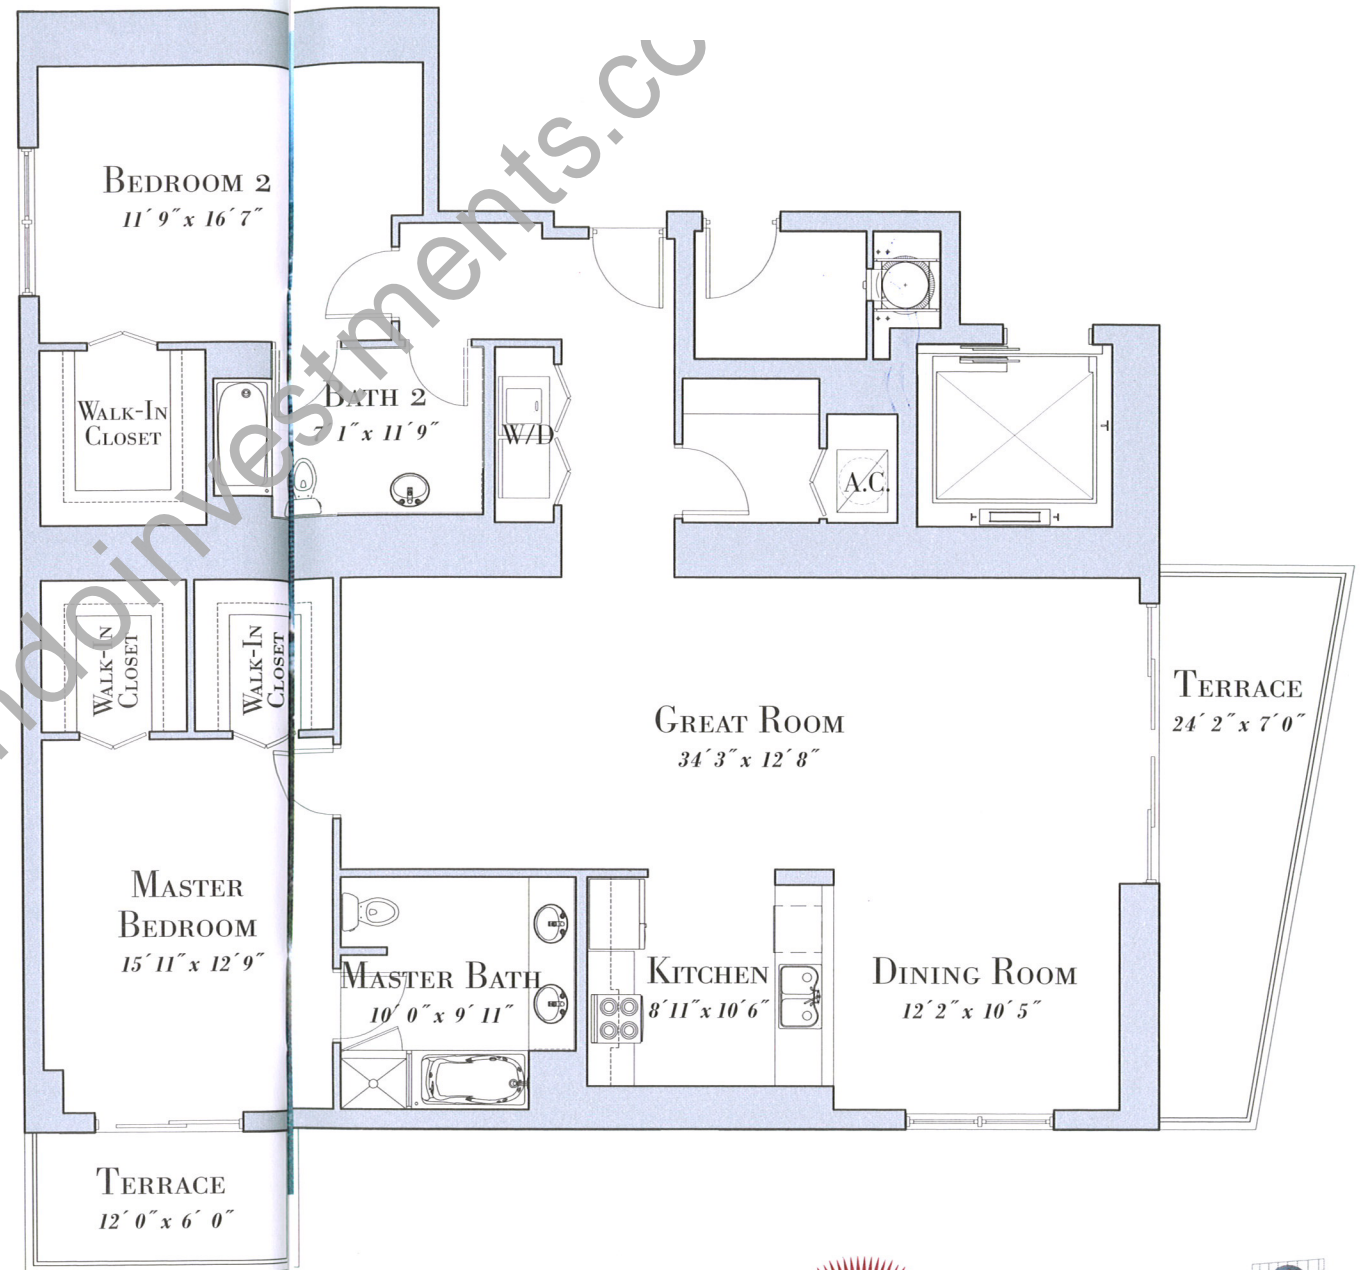 BEDROOM 2
11´ 9˝ x 16´ 7˝
WALK-IN
CLOSET
BATH 2
7´ 1˝ x 11´ 9˝
W/D
A.C.
WALK-IN
CLOSET
WALK-IN
CLOSET
GREAT ROOM
34´ 3˝ x 12´ 8˝
TERRACE
24´ 2˝ x 7´ 0˝
MASTER
BEDROOM
15´ 11˝ x 12´ 9˝
MASTER BATH
10´ 0˝ x 9´ 11˝
KITCHEN
8´ 11˝ x 10´ 6˝
DINING ROOM
12´ 2˝ x 10´ 5˝
TERRACE
12´ 0˝ x 6´ 0˝
ndoinvestments.co